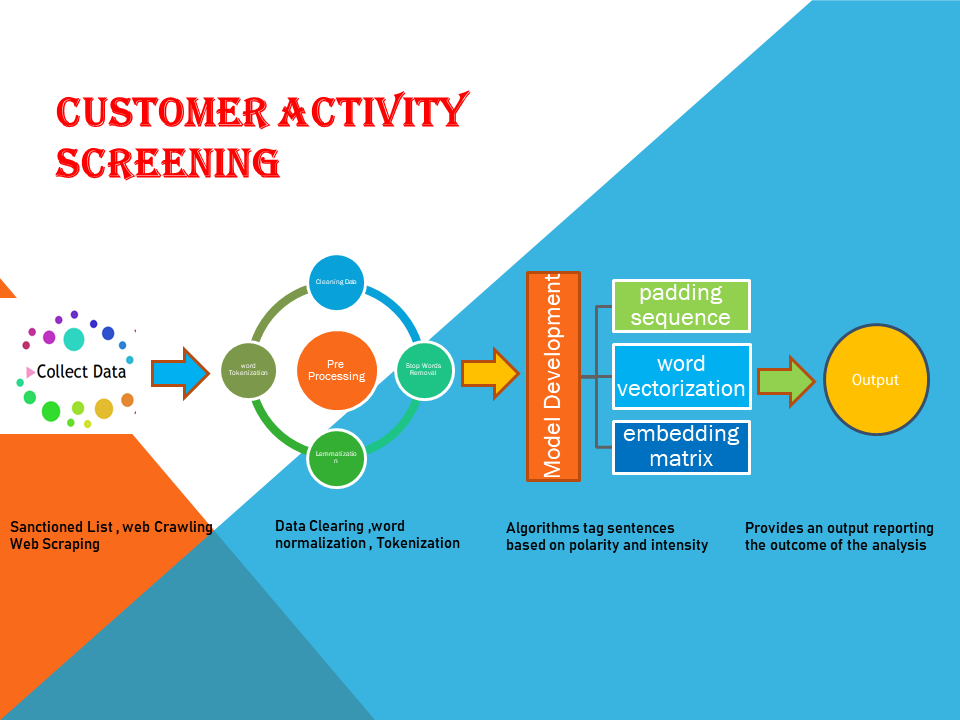 CUSTOMER ACTIVITY
SCREENING
Collect Data
Cleaning Data
Pre
Processing
word
Tokenization
Stop Words
Removal
Lemmatizatio
n
Model Development
padding
sequence
word
vectorization
embedding
matrix
Output
Sanctioned List , web Crawling
Web Scraping
Data Clearing ,word
normalization , Tokenization
Algorithms tag sentences
based on polarity and intensity
Provides an output reporting
the outcome of the analysis